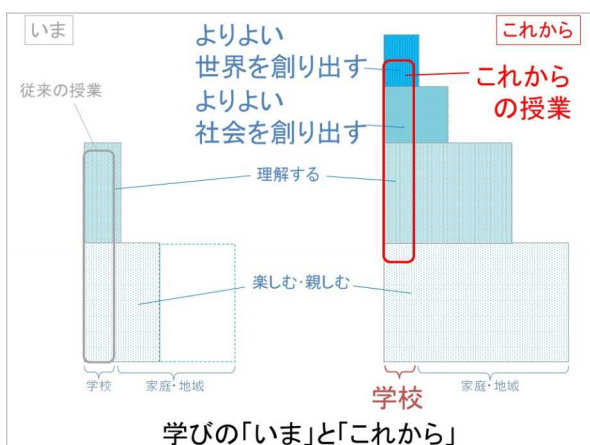 いま
これから
よりよい
世界を創り出す
これから
の授業
従来の授業
よりよい
社会を創り出す
理解する
楽しむ・親しむ
学校
家庭・地域
学校
家庭・地域
学びの「いま」と「これから」